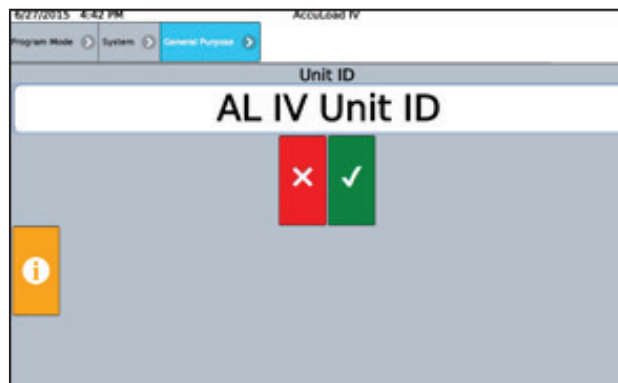 6/27/2015 4:42 PM AccuLoad IV
Program Mode System General Purpose
Unit ID
AL IV Unit ID